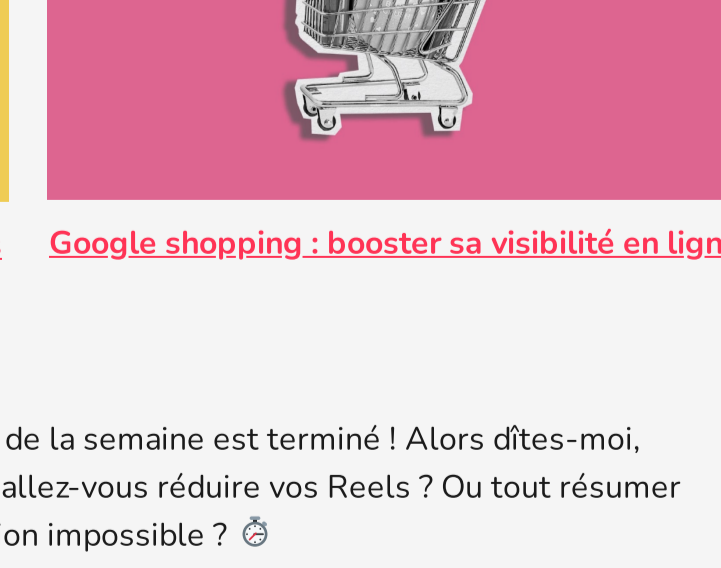 Google shopping : booster sa visibilité en lign
de la semaine est terminé ! Alors dîtes-moi,
allez-vous réduire vos Reels ? Ou tout résumer
ion impossible ? ⏱